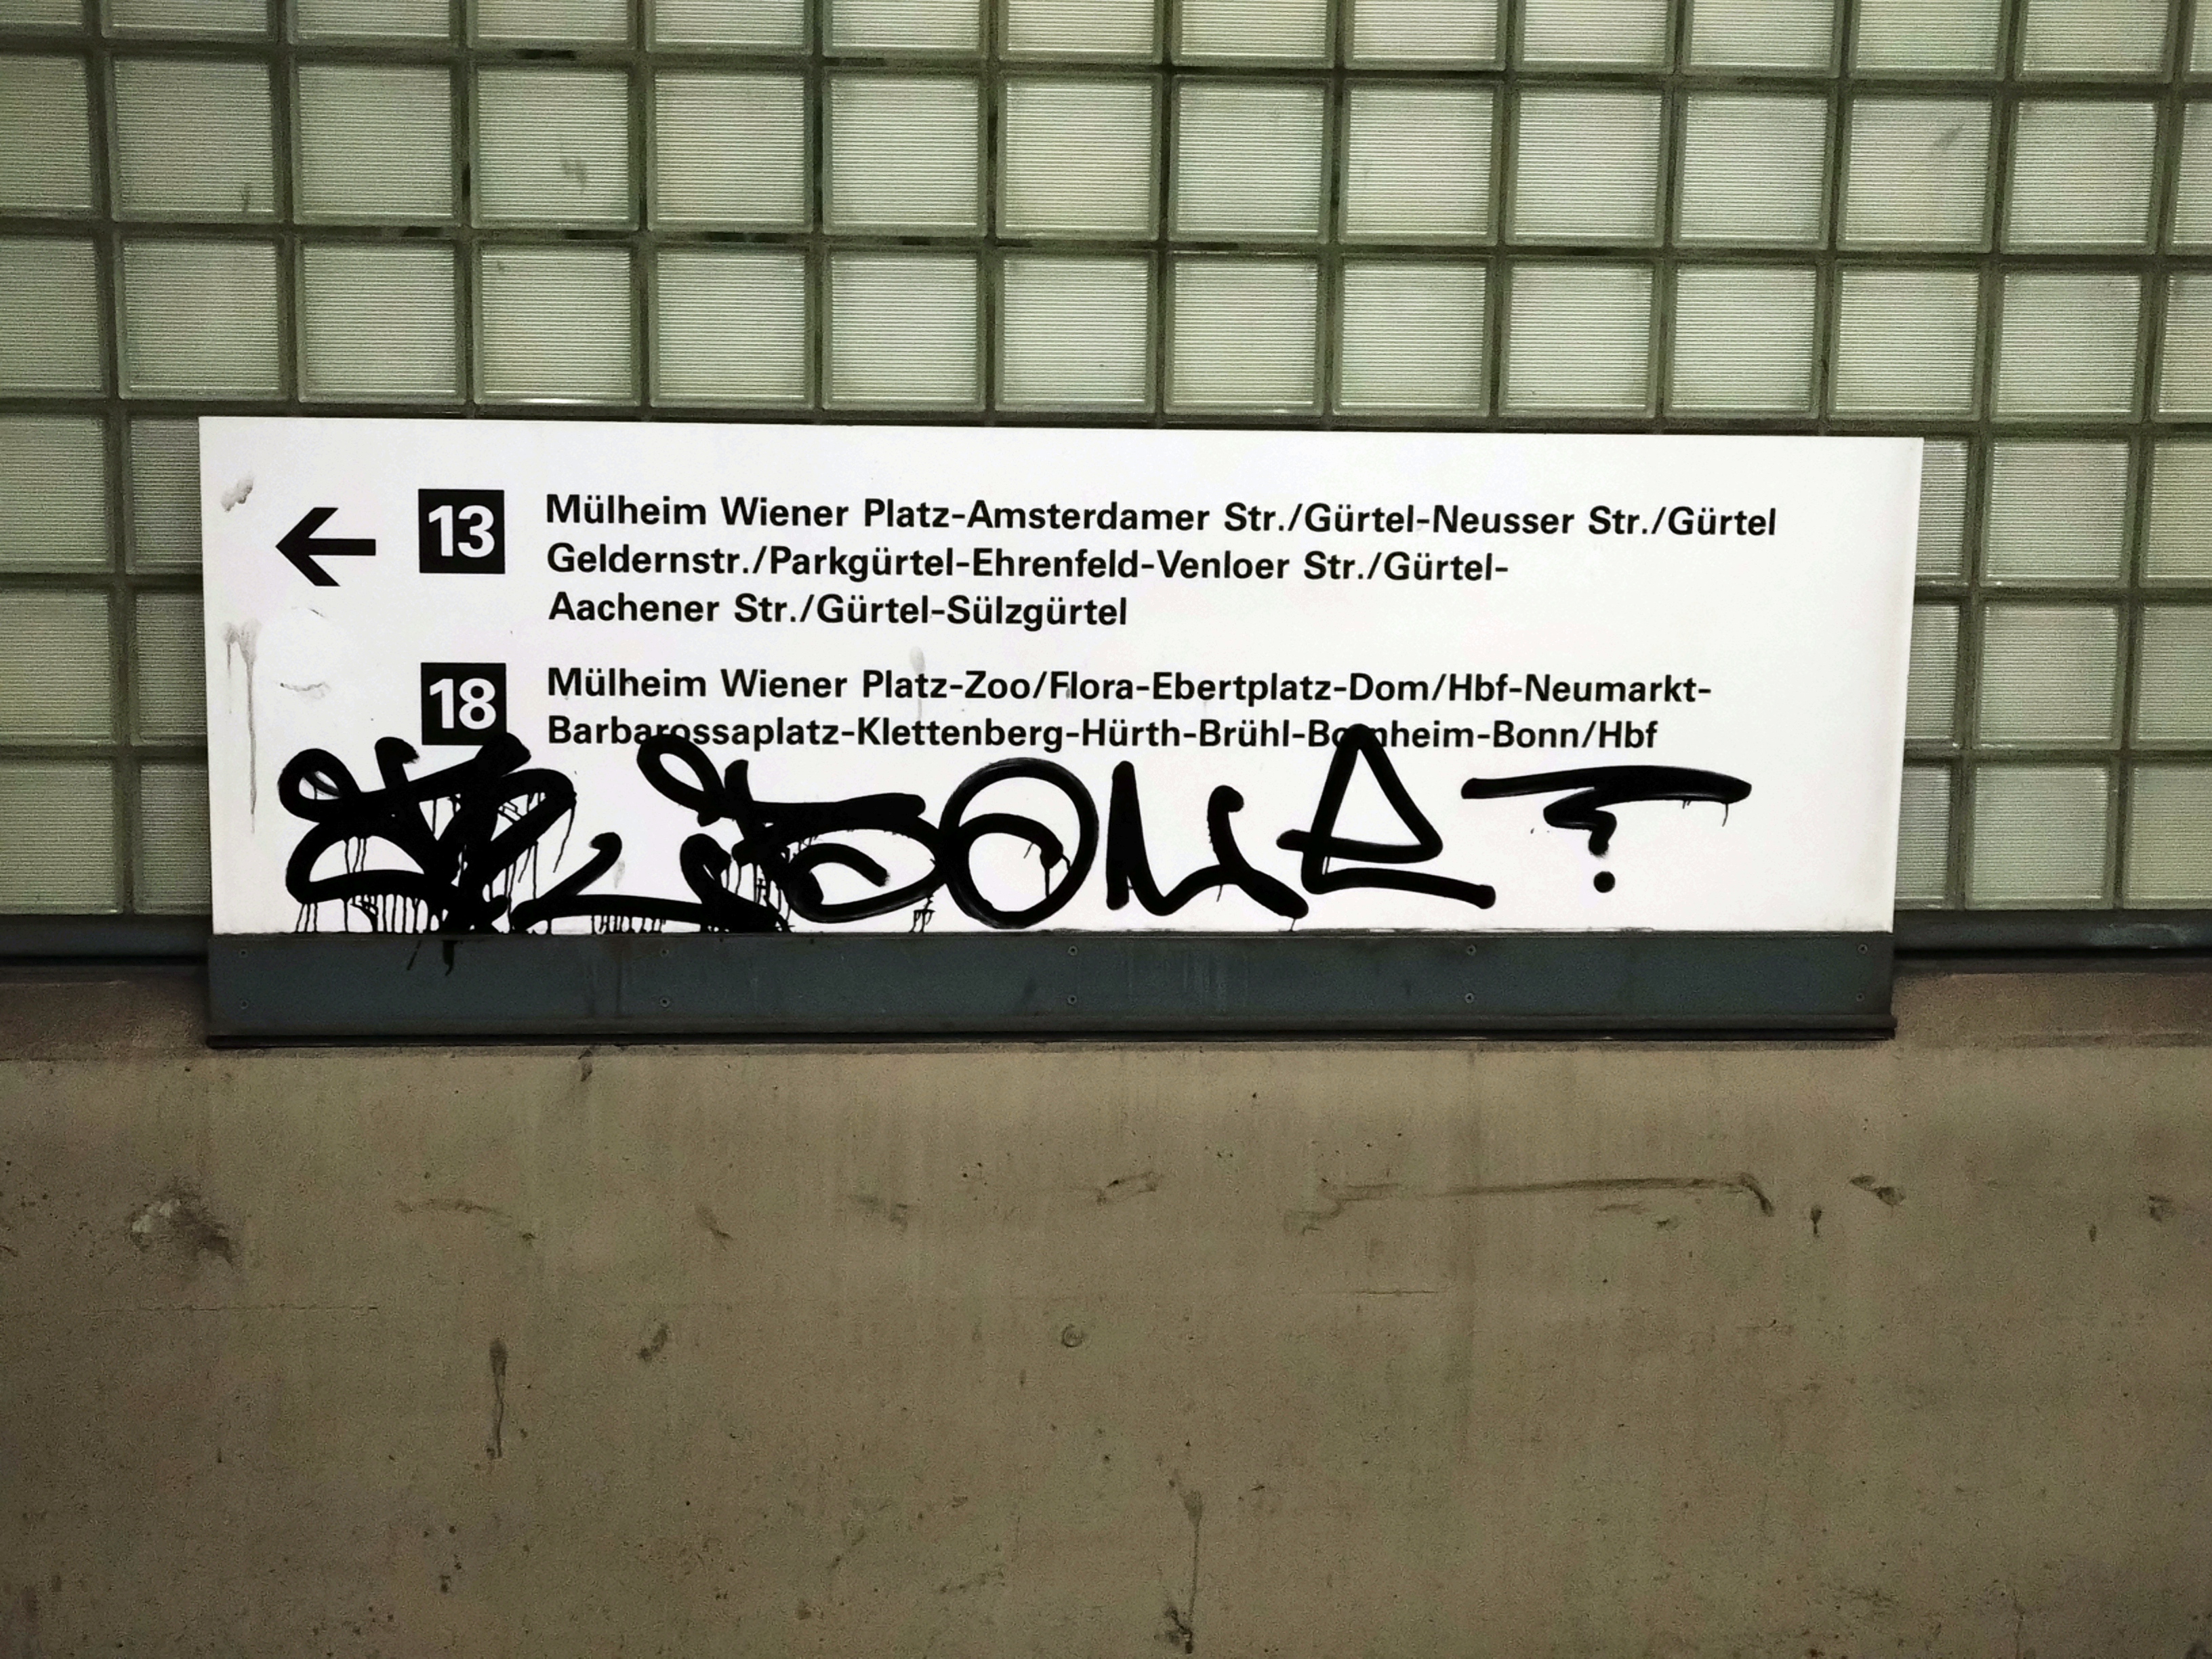 13 Mülheim Wiener Platz-Amsterdamer Str./Gürtel-Neusser Str./Gürtel
Geldernstr./Parkgürtel-Ehrenfeld-Venloer Str./Gürtel-
Aachener Str./Gürtel-Sülzgürtel
18 Mülheim Wiener Platz-Zoo/Flora-Ebertplatz-Dom/Hbf-Neumarkt-
Barbarossaplatz-Klettenberg-Hürth-Brühl-Bornheim-Bonn/Hbf